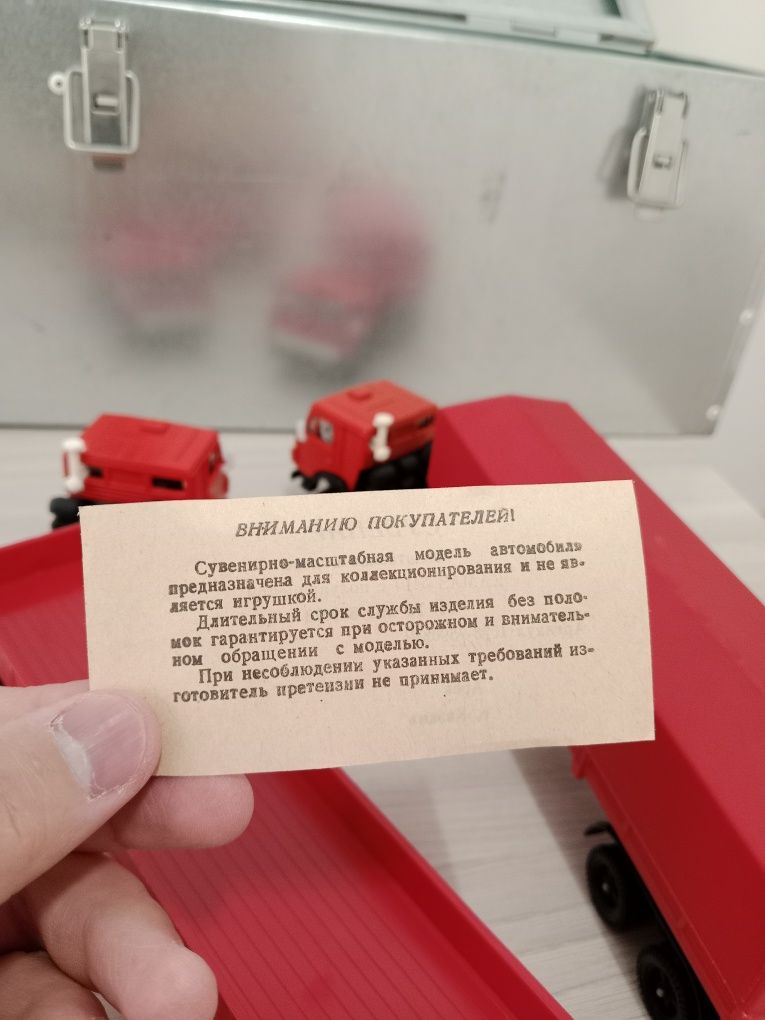 ВНИМАНИЮ ПОКУПАТЕЛЕЙ!
Сувенирно-масштабная модель автомобиля
предназначена для коллекционирования и не яв-
ляется игрушкой.
Длительный срок службы изделия без поло-
мок гарантируется при осторожном и вниматель-
ном обращении с моделью.
При несоблюдении указанных требований из-
готовитель претензии не принимает.